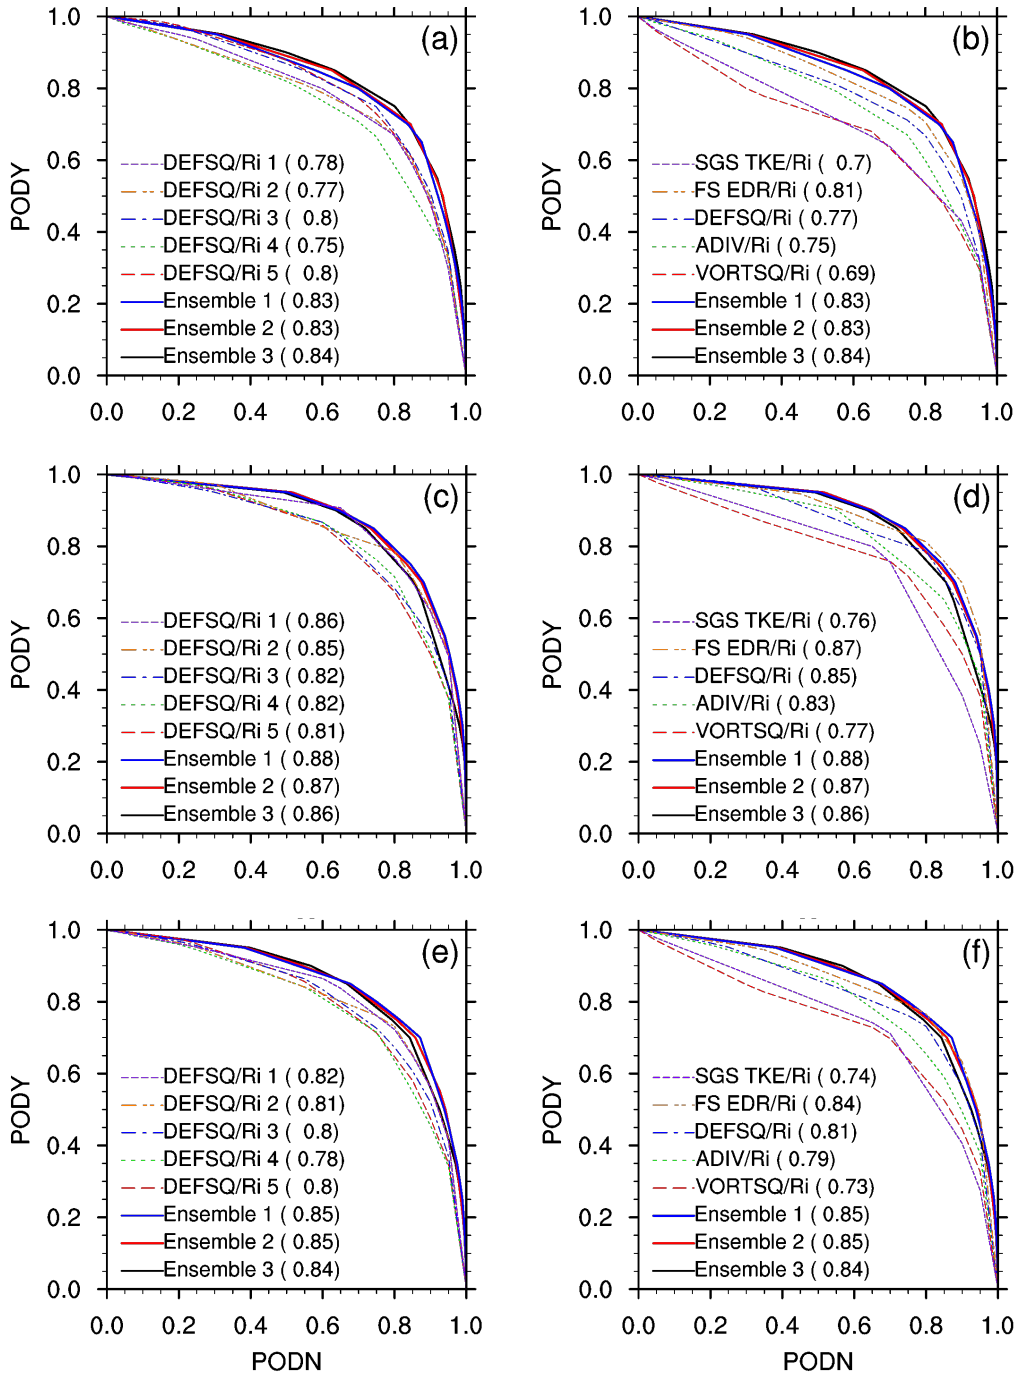 (a)
PODY
1.0
0.8
0.6
0.4
0.2
0.0
DEFSQ/Ri 1 ( 0.78)
DEFSQ/Ri 2 ( 0.77)
DEFSQ/Ri 3 ( 0.8)
DEFSQ/Ri 4 ( 0.75)
DEFSQ/Ri 5 ( 0.8)
Ensemble 1 ( 0.83)
Ensemble 2 ( 0.83)
Ensemble 3 ( 0.84)
0.0 0.2 0.4 0.6 0.8 1.0
(b)
PODY
1.0
0.8
0.6
0.4
0.2
0.0
SGS TKE/Ri ( 0.7)
FS EDR/Ri ( 0.81)
DEFSQ/Ri ( 0.77)
ADIV/Ri ( 0.75)
VORTSQ/Ri ( 0.69)
Ensemble 1 ( 0.83)
Ensemble 2 ( 0.83)
Ensemble 3 ( 0.84)
0.0 0.2 0.4 0.6 0.8 1.0
(c)
PODY
1.0
0.8
0.6
0.4
0.2
0.0
DEFSQ/Ri 1 ( 0.86)
DEFSQ/Ri 2 ( 0.85)
DEFSQ/Ri 3 ( 0.82)
DEFSQ/Ri 4 ( 0.82)
DEFSQ/Ri 5 ( 0.81)
Ensemble 1 ( 0.88)
Ensemble 2 ( 0.87)
Ensemble 3 ( 0.86)
0.0 0.2 0.4 0.6 0.8 1.0
(d)
PODY
1.0
0.8
0.6
0.4
0.2
0.0
SGS TKE/Ri ( 0.76)
FS EDR/Ri ( 0.87)
DEFSQ/Ri ( 0.85)
ADIV/Ri ( 0.83)
VORTSQ/Ri ( 0.77)
Ensemble 1 ( 0.88)
Ensemble 2 ( 0.87)
Ensemble 3 ( 0.86)
0.0 0.2 0.4 0.6 0.8 1.0
(e)
PODY
1.0
0.8
0.6
0.4
0.2
0.0
DEFSQ/Ri 1 ( 0.82)
DEFSQ/Ri 2 ( 0.81)
DEFSQ/Ri 3 ( 0.8)
DEFSQ/Ri 4 ( 0.78)
DEFSQ/Ri 5 ( 0.8)
Ensemble 1 ( 0.85)
Ensemble 2 ( 0.85)
Ensemble 3 ( 0.84)
0.0 0.2 0.4 0.6 0.8 1.0
PODN
(f)
PODY
1.0
0.8
0.6
0.4
0.2
0.0
SGS TKE/Ri ( 0.74)
FS EDR/Ri ( 0.84)
DEFSQ/Ri ( 0.81)
ADIV/Ri ( 0.79)
VORTSQ/Ri ( 0.73)
Ensemble 1 ( 0.85)
Ensemble 2 ( 0.85)
Ensemble 3 ( 0.84)
0.0 0.2 0.4 0.6 0.8 1.0
PODN